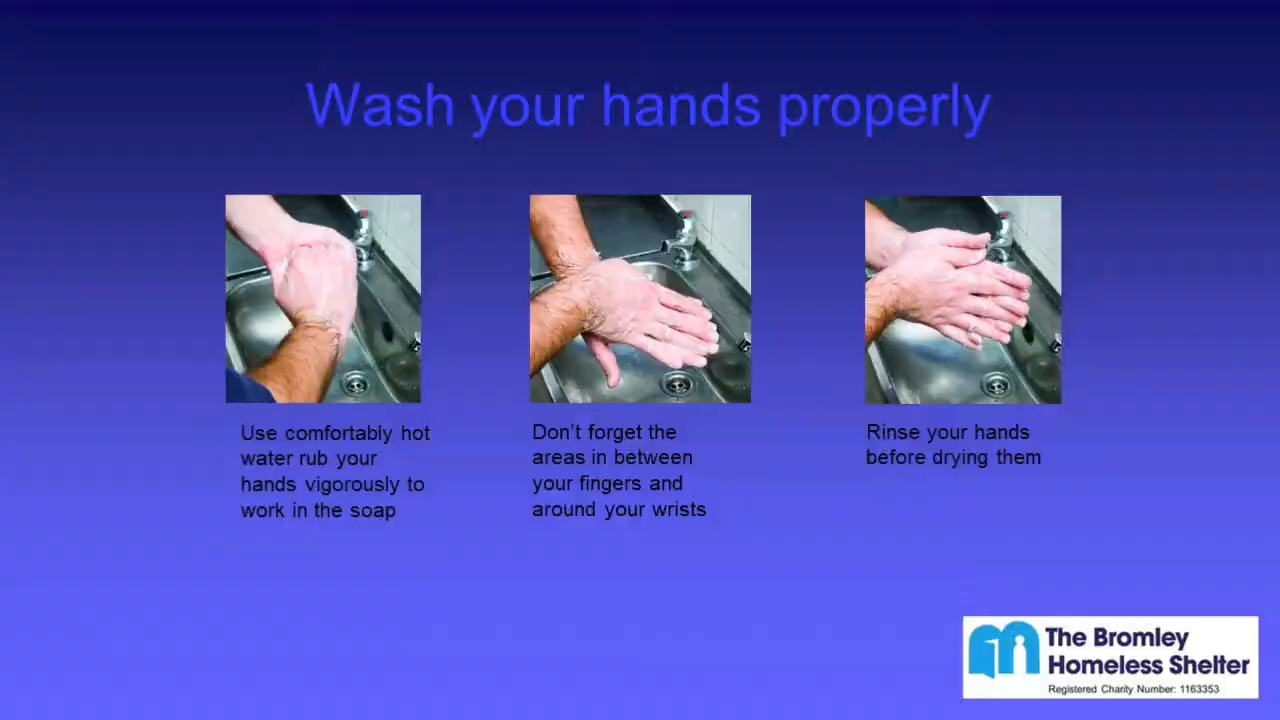 Wash your hands properly
Use comfortably hot
water rub your
hands vigorously to
work in the soap
Don't forget the
areas in between
your fingers and
around your wrists
Rinse your hands
before drying them
The Bromley
Homeless Shelter
Registered Charity Number: 1163353